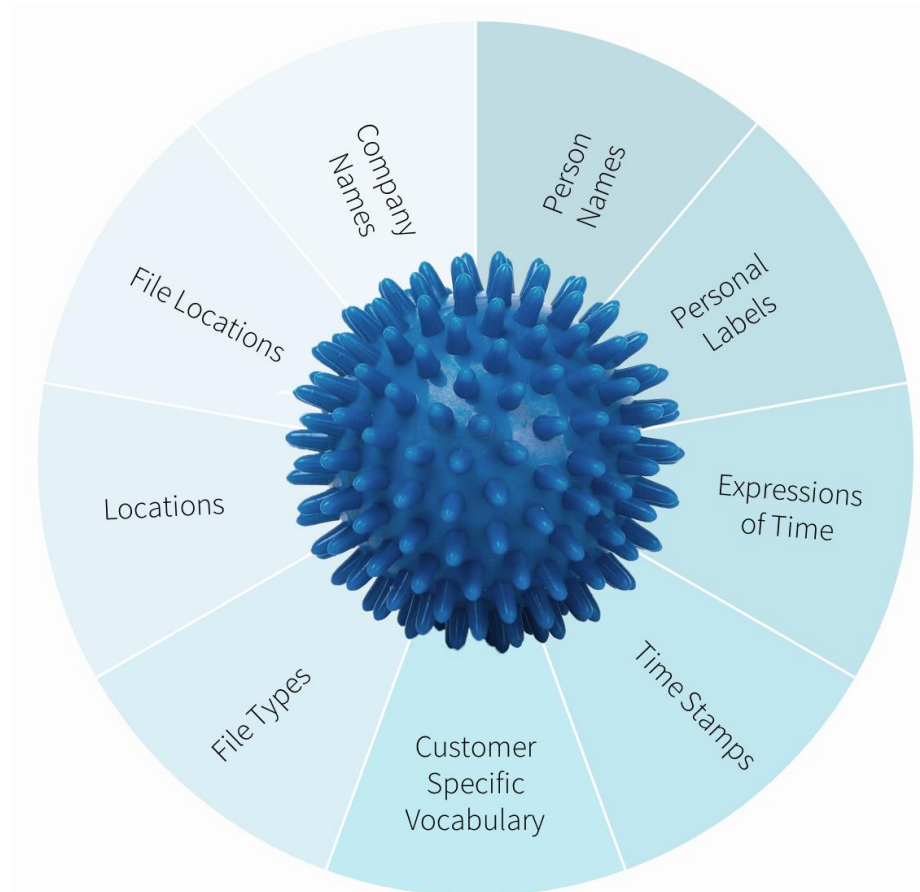 Company
Names
Person
Names
Personal
Labels
Expressions
of Time
Time Stamps
Customer
Specific
Vocabulary
File Types
Locations
File Locations